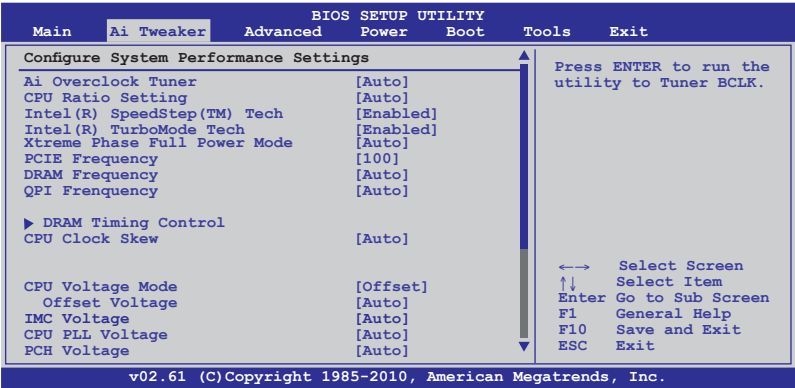 BIOS SETUP UTILITY
Main Ai Tweaker Advanced Power Boot Tools Exit
Configure System Performance Settings
Ai Overclock Tuner [Auto]
CPU Ratio Setting [Auto]
Intel(R) SpeedStep(TM) Tech [Enabled]
Intel(R) TurboMode Tech [Enabled]
Xtreme Phase Full Power Mode [Auto]
PCIE Frequency [100]
DRAM Frequency [Auto]
QPI Frenquency [Auto]
▶ DRAM Timing Control
CPU Clock Skew [Auto]
CPU Voltage Mode [Offset]
Offset Voltage [Auto]
IMC Voltage [Auto]
CPU PLL Voltage [Auto]
PCH Voltage [Auto]
Press ENTER to run the
utility to Tuner BCLK.
←→ Select Screen
↑↓ Select Item
Enter Go to Sub Screen
F1 General Help
F10 Save and Exit
ESC Exit
v02.61 (C)Copyright 1985-2010, American Megatrends, Inc.